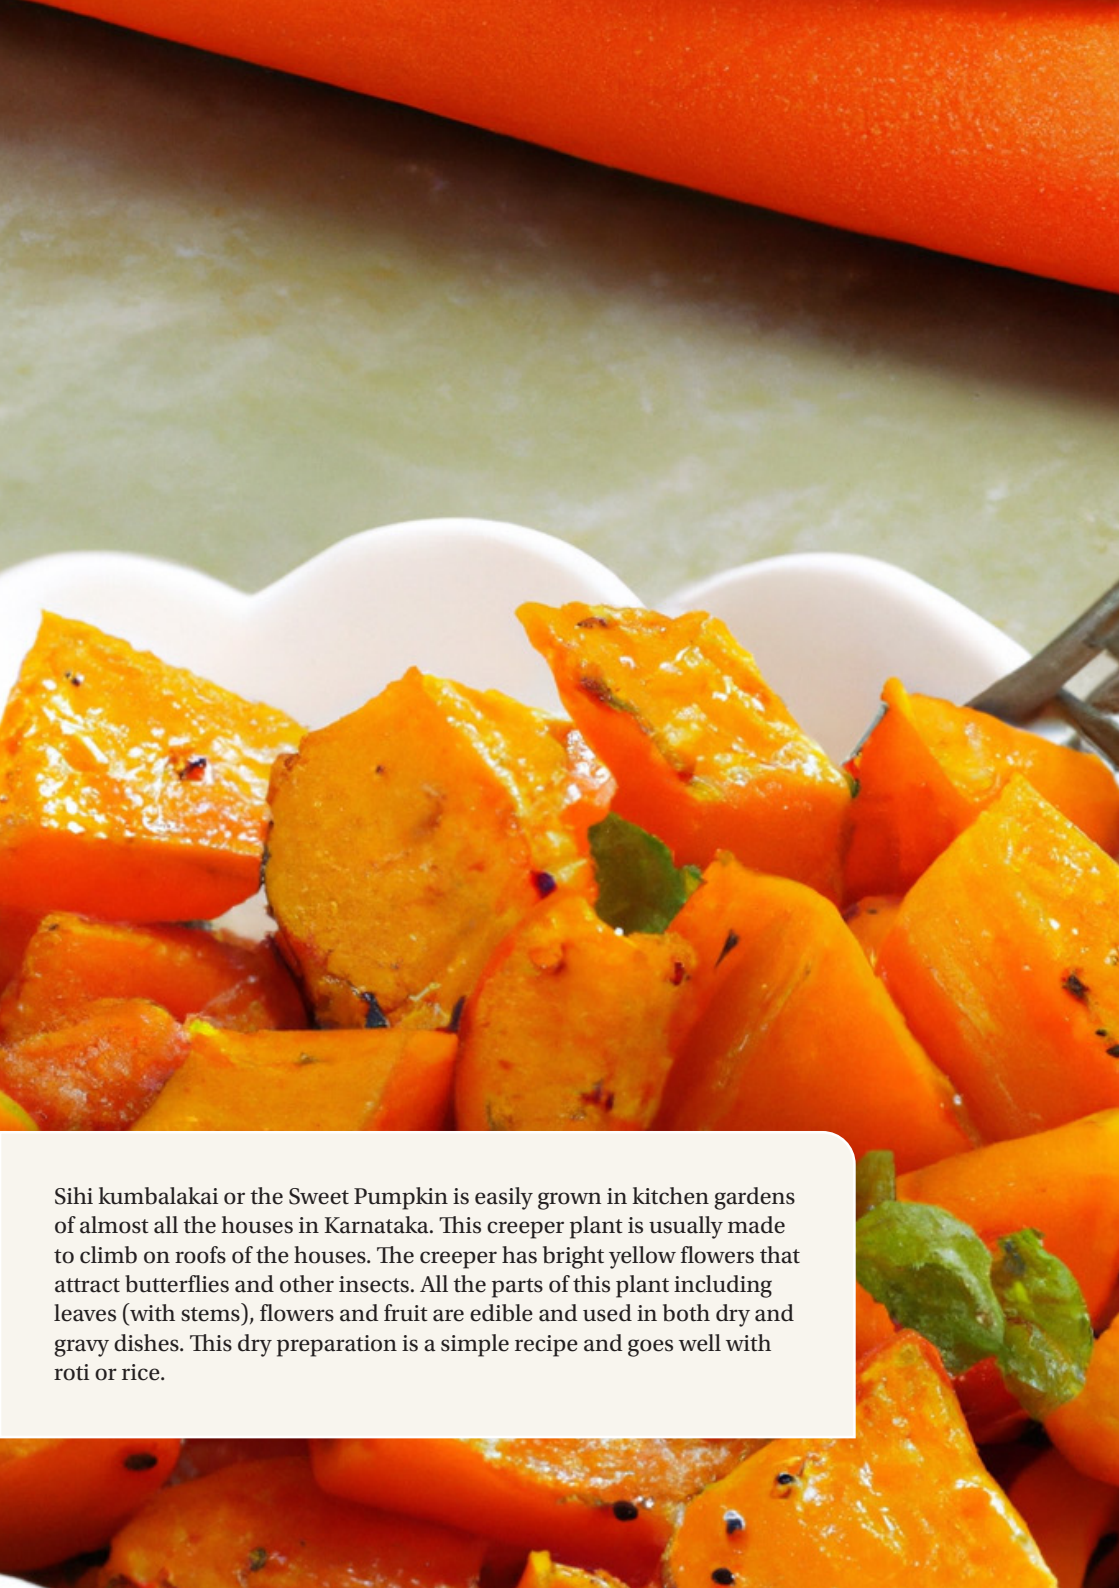 Sihi kumbalakai or the Sweet Pumpkin is easily grown in kitchen gardens
of almost all the houses in Karnataka. This creeper plant is usually made
to climb on roofs of the houses. The creeper has bright yellow flowers that
attract butterflies and other insects. All the parts of this plant including
leaves (with stems), flowers and fruit are edible and used in both dry and
gravy dishes. This dry preparation is a simple recipe and goes well with
roti or rice.